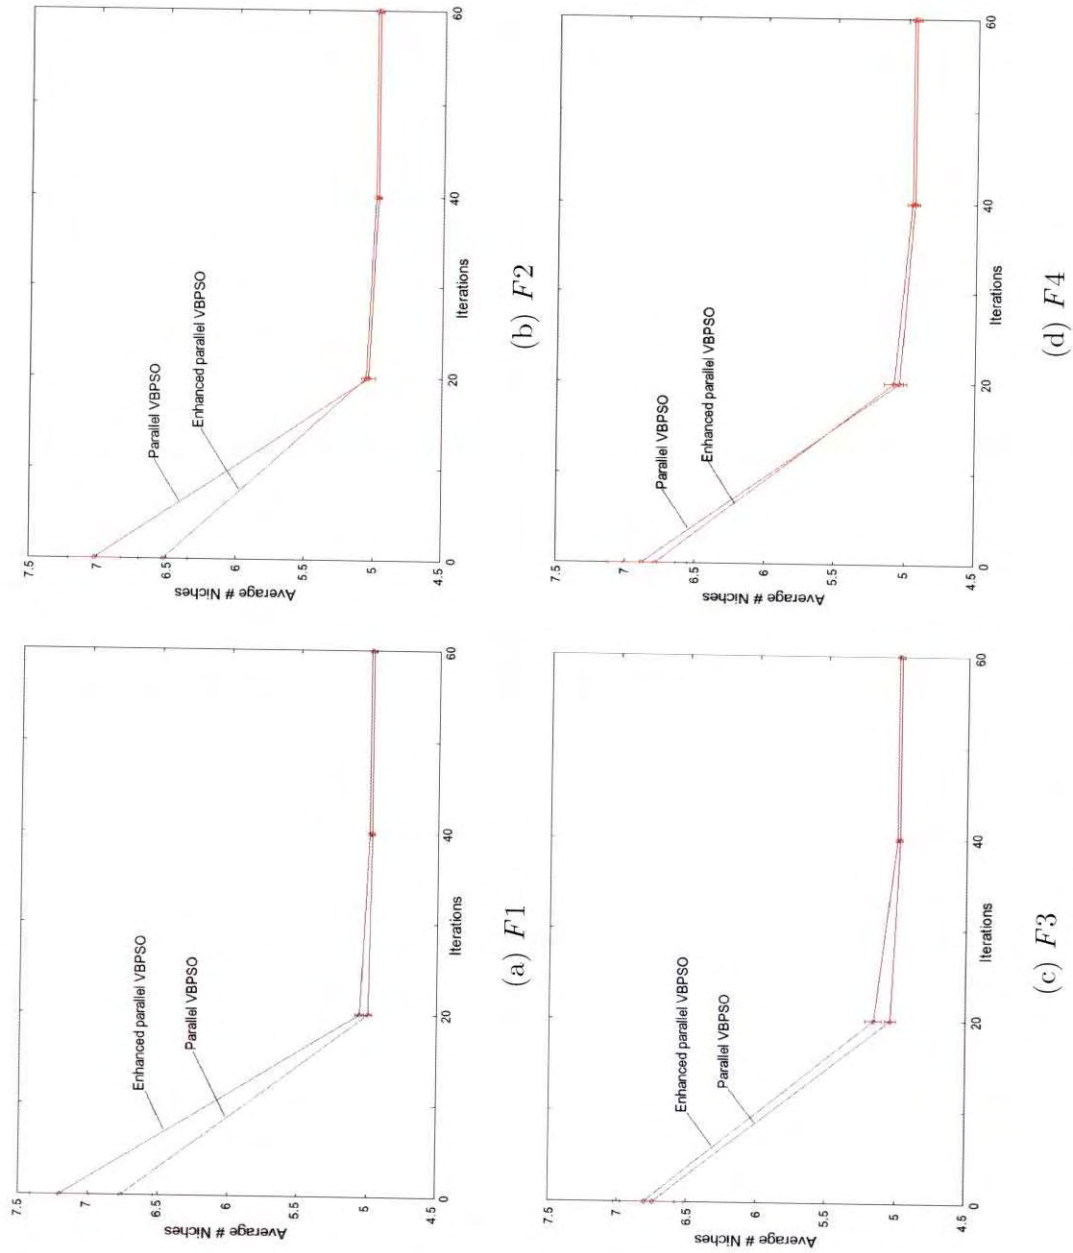 7.5
7
6.5
6
5.5
5
4.5
Average # Niches
Enhanced parallel VBPSO
Parallel VBPSO
0
20
40
60
Iterations
(a) F1
7.5
7
6.5
6
5.5
5
4.5
Average # Niches
Parallel VBPSO
Enhanced parallel VBPSO
0
20
40
60
Iterations
(b) F2
7.5
7
6.5
6
5.5
5
4.5
Average # Niches
Enhanced parallel VBPSO
Parallel VBPSO
0
20
40
60
Iterations
(c) F3
7.5
7
6.5
6
5.5
5
4.5
Average # Niches
Parallel VBPSO
Enhanced parallel VBPSO
0
20
40
60
Iterations
(d) F4